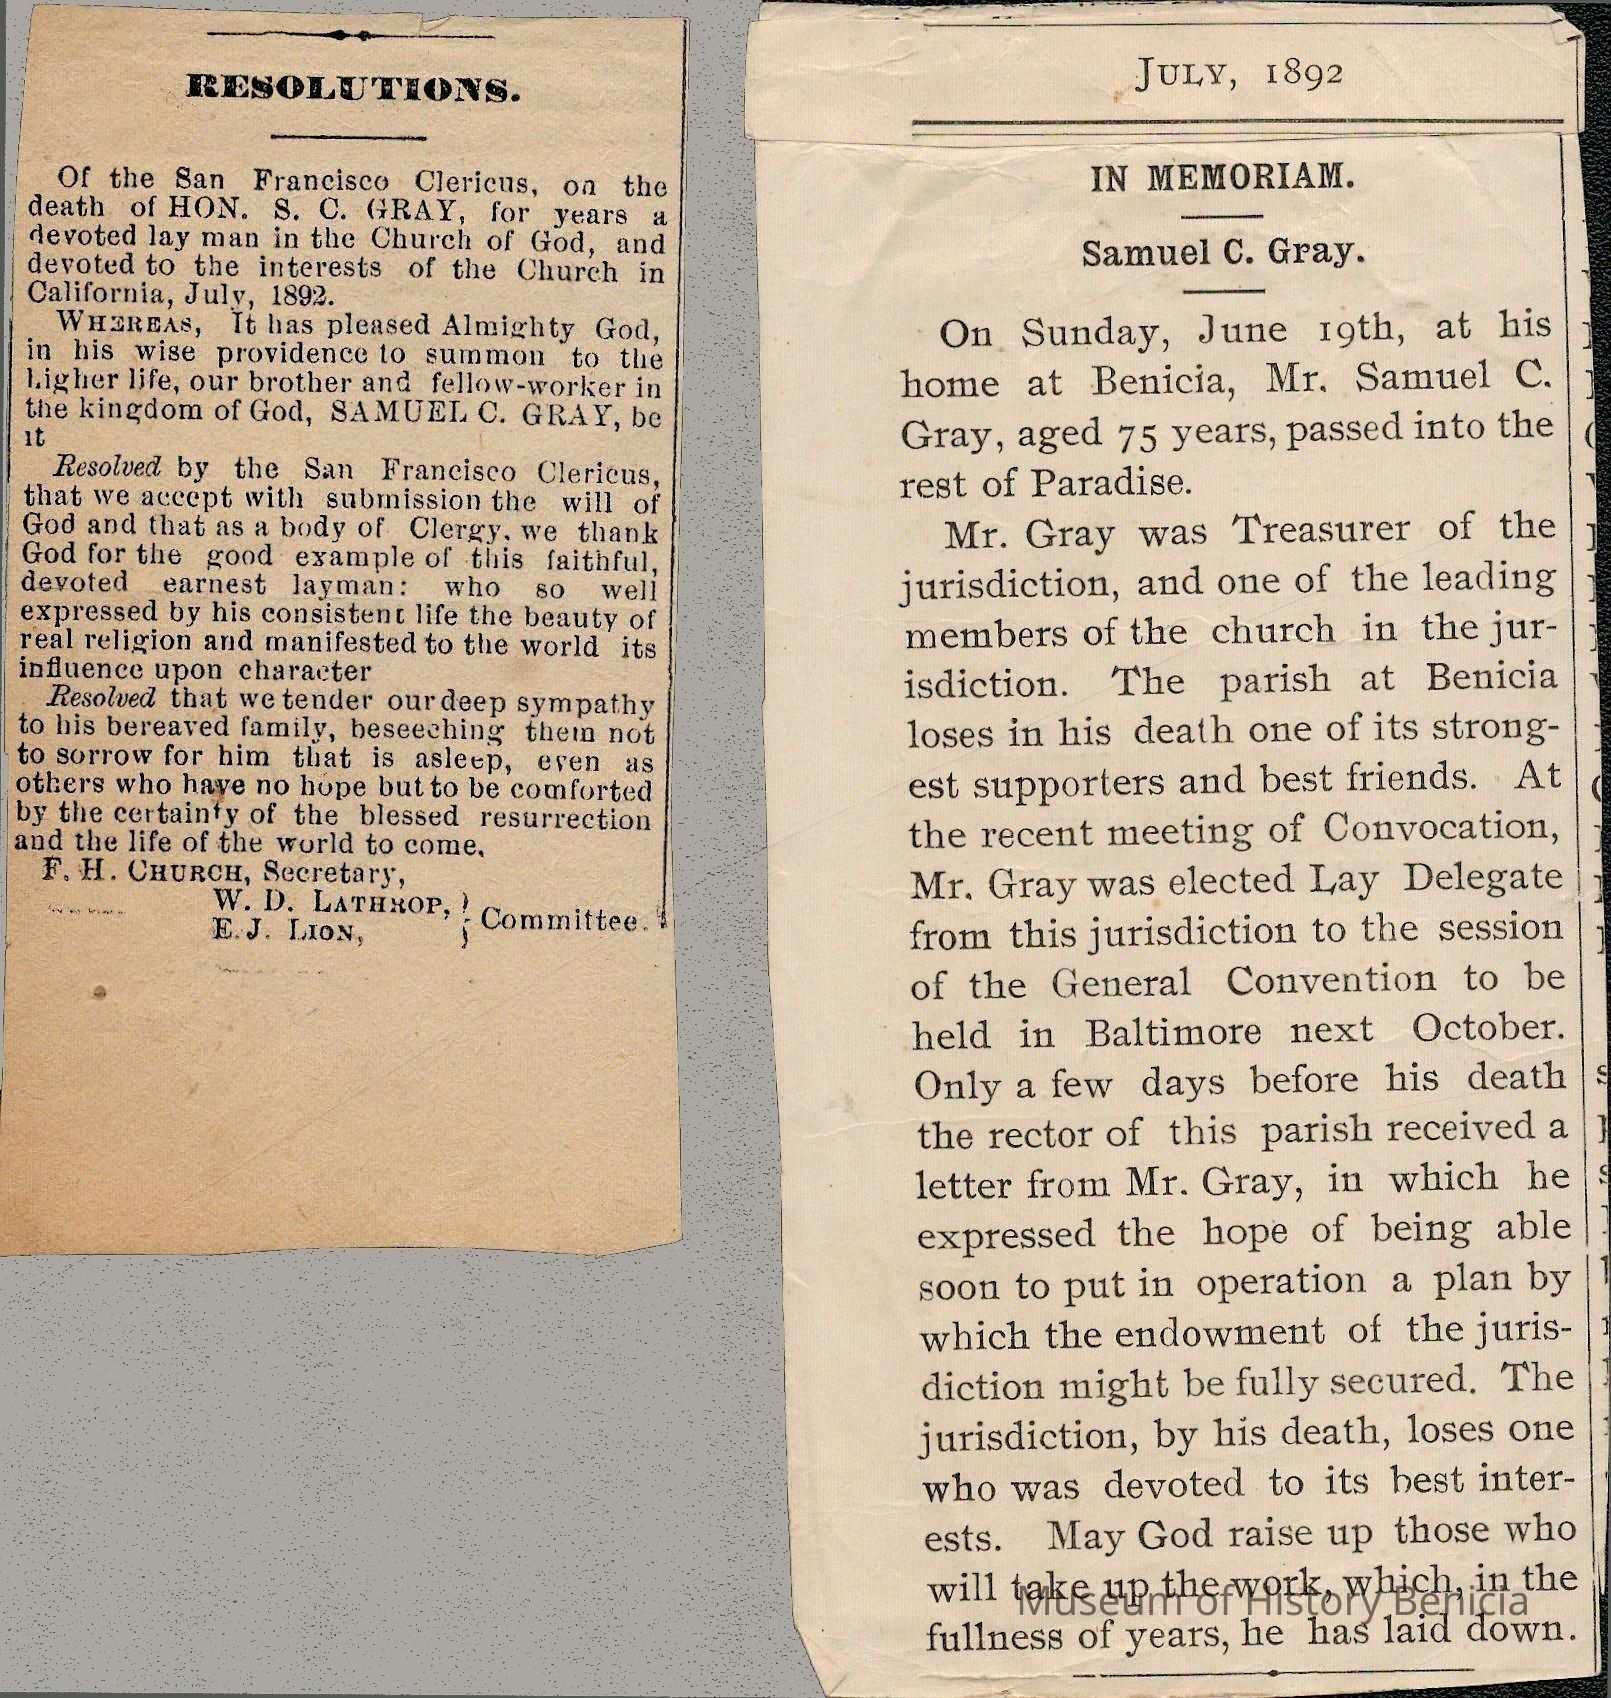 RESOLUTIONS.
Of the San Francisco Clericus, on the
death of HON. S. C. GRAY, for years a
devoted lay man in the Church of God, and
devoted to the interests of the Church in
California, July, 1892.
WHEREAS, It has pleased Almighty God,
in his wise providence to summon to the
higher life, our brother and fellow-worker in
the kingdom of God, SAMUEL C. GRAY, be
it
Resolved by the San Francisco Clericus,
that we accept with submission the will of
God and that as a body of Clergy, we thank
God for the good example of this faithful,
devoted earnest layman: who so well
expressed by his consistent life the beauty of
real religion and manifested to the world its
influence upon character
Resolved that we tender our deep sympathy
to his bereaved family, beseeching them not
to sorrow for him that is asleep, even as
others who have no hope but to be comforted
by the certainty of the blessed resurrection
and the life of the world to come.
F. H. CHURCH, Secretary,
W. D. LATHROP, } Committee.
E. J. LION,
JULY, 1892
IN MEMORIAM.
Samuel C. Gray.
On Sunday, June 19th, at his
home at Benicia, Mr. Samuel C.
Gray, aged 75 years, passed into the
rest of Paradise.
Mr. Gray was Treasurer of the
jurisdiction, and one of the leading
members of the church in the jur-
isdiction. The parish at Benicia
loses in his death one of its strong-
est supporters and best friends. At
the recent meeting of Convocation,
Mr. Gray was elected Lay Delegate
from this jurisdiction to the session
of the General Convention to be
held in Baltimore next October.
Only a few days before his death
the rector of this parish received a
letter from Mr. Gray, in which he
expressed the hope of being able
soon to put in operation a plan by
which the endowment of the juris-
diction might be fully secured. The
jurisdiction, by his death, loses one
who was devoted to its best inter-
ests. May God raise up those who
will take up the work, which, in the
Museum of History Benicia
fullness of years, he has laid down.